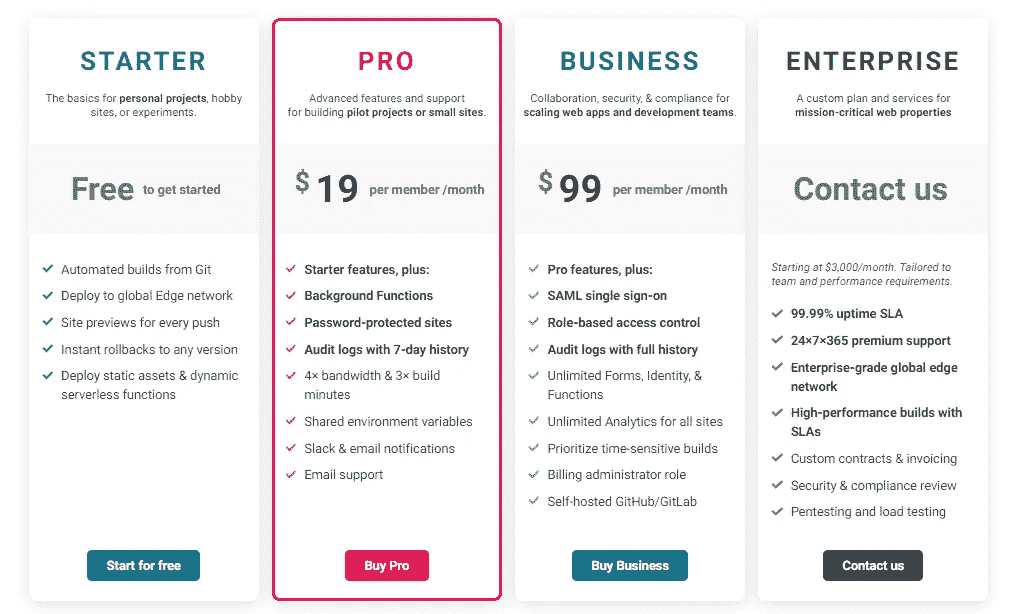 STARTER
The basics for personal projects, hobby
sites, or experiments.
Free to get started
Automated builds from Git
Deploy to global Edge network
Site previews for every push
Instant rollbacks to any version
Deploy static assets & dynamic
serverless functions
Start for free
PRO
Advanced features and support
for building pilot projects or small sites.
$19 per member /month
Starter features, plus:
Background Functions
Password-protected sites
Audit logs with 7-day history
4× bandwidth & 3× build
minutes
Shared environment variables
Slack & email notifications
Email support
Buy Pro
BUSINESS
Collaboration, security, & compliance for
scaling web apps and development teams.
$99 per member /month
Pro features, plus:
SAML single sign-on
Role-based access control
Audit logs with full history
Unlimited Forms, Identity, &
Functions
Unlimited Analytics for all sites
Prioritize time-sensitive builds
Billing administrator role
Self-hosted GitHub/GitLab
Buy Business
ENTERPRISE
A custom plan and services for
mission-critical web properties
Contact us
Starting at $3,000/month. Tailored to
team and performance requirements.
99.99% uptime SLA
24×7×365 premium support
Enterprise-grade global edge
network
High-performance builds with
SLAs
Custom contracts & invoicing
Security & compliance review
Pentesting and load testing
Contact us